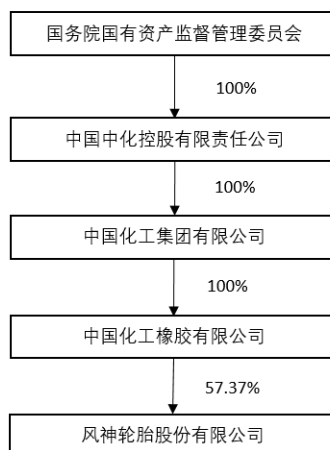 国务院国有资产监督管理委员会
100%
中国中化控股有限责任公司
100%
中国化工集团有限公司
100%
中国化工橡胶有限公司
57.37%
风神轮胎股份有限公司